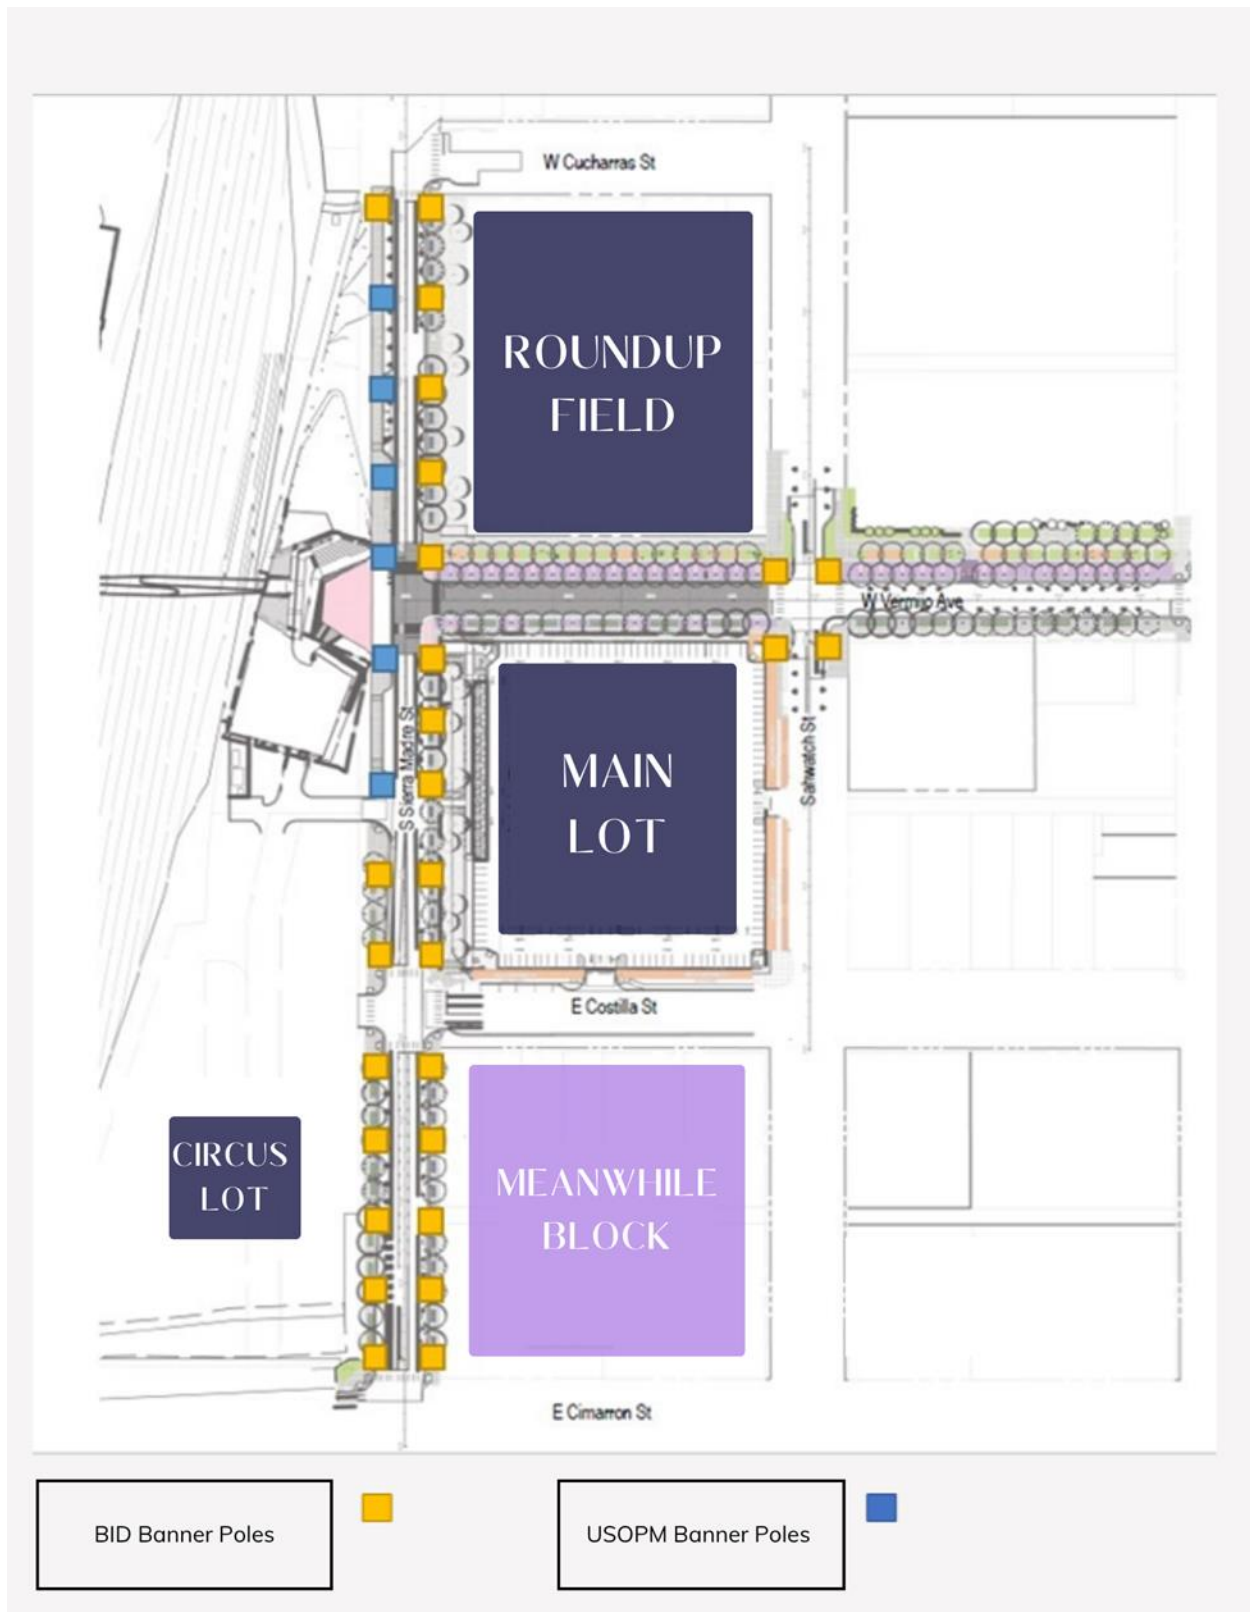 W Cucharras St
ROUNDUP
FIELD
W Vermijo Ave
S Sierra Madre St
MAIN
LOT
Sahwatch St
E Costilla St
CIRCUS
LOT
MEANWHILE
BLOCK
E Cimarron St
BID Banner Poles
USOPM Banner Poles